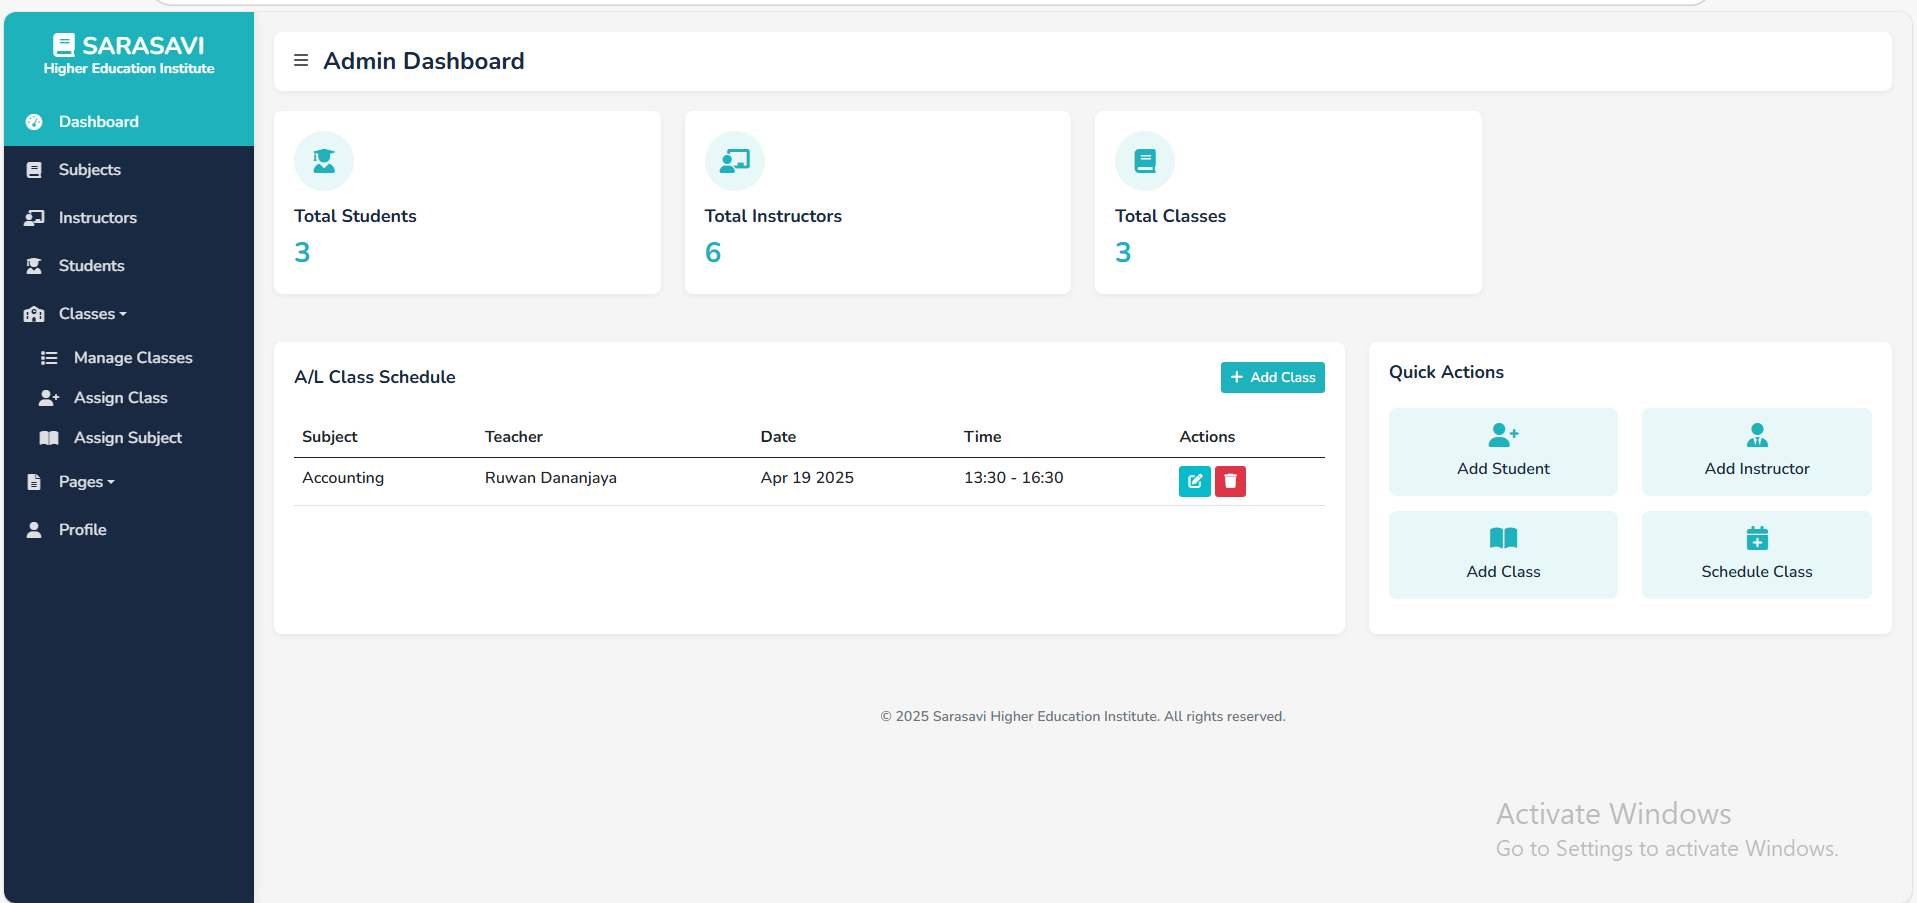 SARASAVI
Higher Education Institute
Dashboard
Subjects
Instructors
Students
Classes
Manage Classes
Assign Class
Assign Subject
Pages
Profile
Admin Dashboard
Total Students
3
Total Instructors
6
Total Classes
3
A/L Class Schedule
+ Add Class
Subject Teacher Date Time Actions
Accounting Ruwan Dananjaya Apr 19 2025 13:30 - 16:30
Quick Actions
Add Student
Add Instructor
Add Class
Schedule Class
© 2025 Sarasavi Higher Education Institute. All rights reserved.
Activate Windows
Go to Settings to activate Windows.